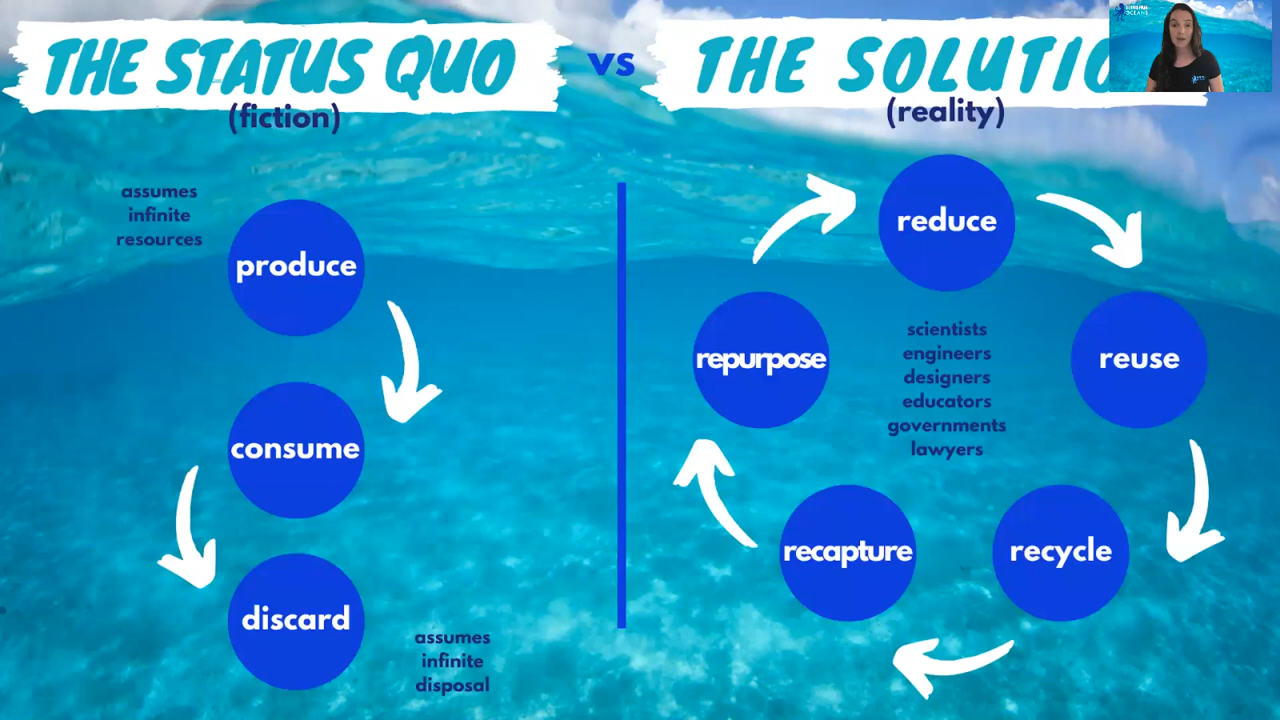 THE STATUS QUO
(fiction)
vs
THE SOLUTIO
(reality)
assumes
infinite
resources
produce
consume
discard
assumes
infinite
disposal
reduce
reuse
recycle
recapture
repurpose
scientists
engineers
designers
educators
governments
lawyers
OCEANS